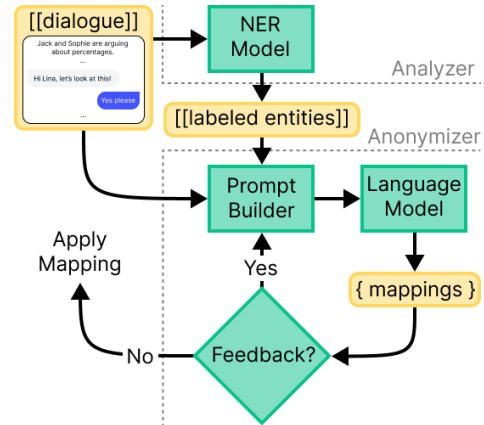 [[dialogue]]
Jack and Sophie are arguing
about percentages.
...
Hi Lina, let's look at this!
Yes please
...
NER
Model
Analyzer
[[labeled entities]]
Anonymizer
Prompt
Builder
Language
Model
Apply
Mapping
Yes
{ mappings }
Feedback?
No